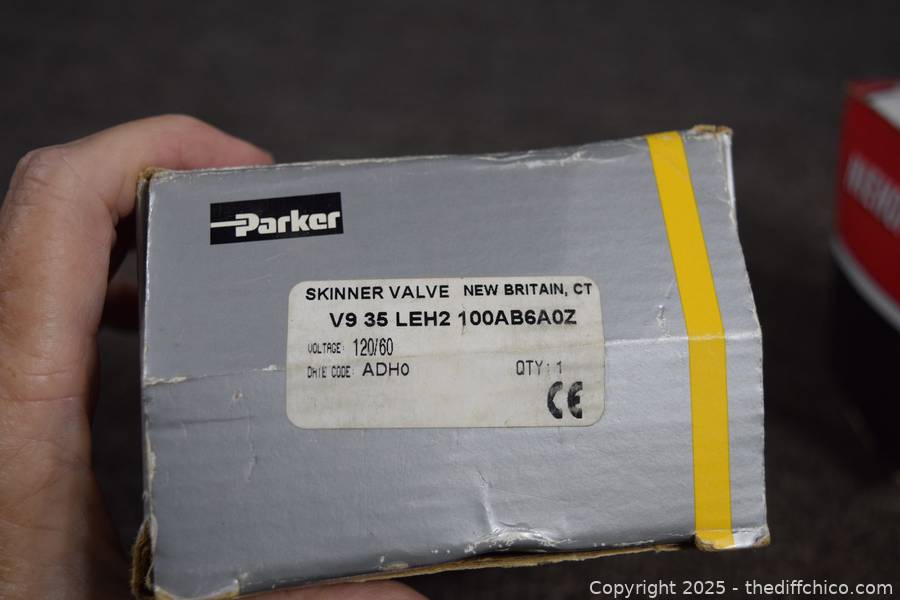 Parker
SKINNER VALVE NEW BRITAIN, CT
V9 35 LEH2 100AB6A0Z
VOLTAGE: 120/60
DATE CODE: ADH0 QTY: 1
CE
Copyright © 2025 - thediffchico.com